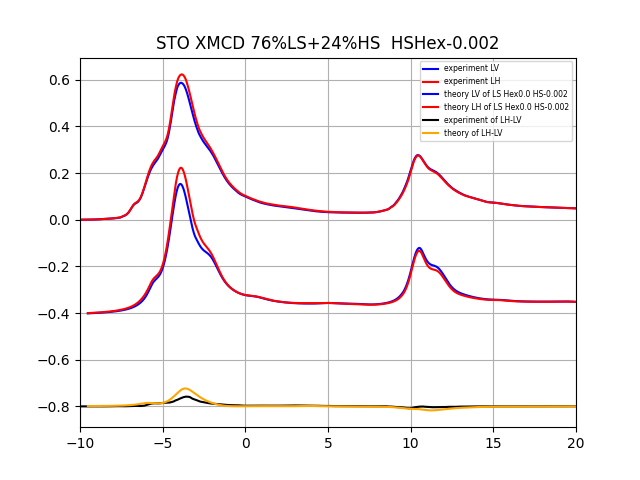 STO XMCD 76%LS+24%HS  HSHex-0.002
experiment LV
experiment LH
theory LV of LS Hex0.0 HS-0.002
theory LH of LS Hex0.0 HS-0.002
experiment of LH-LV
theory of LH-LV
0.6
0.4
0.2
0.0
−0.2
−0.4
−0.6
−0.8
−10
−5
0
5
10
15
20